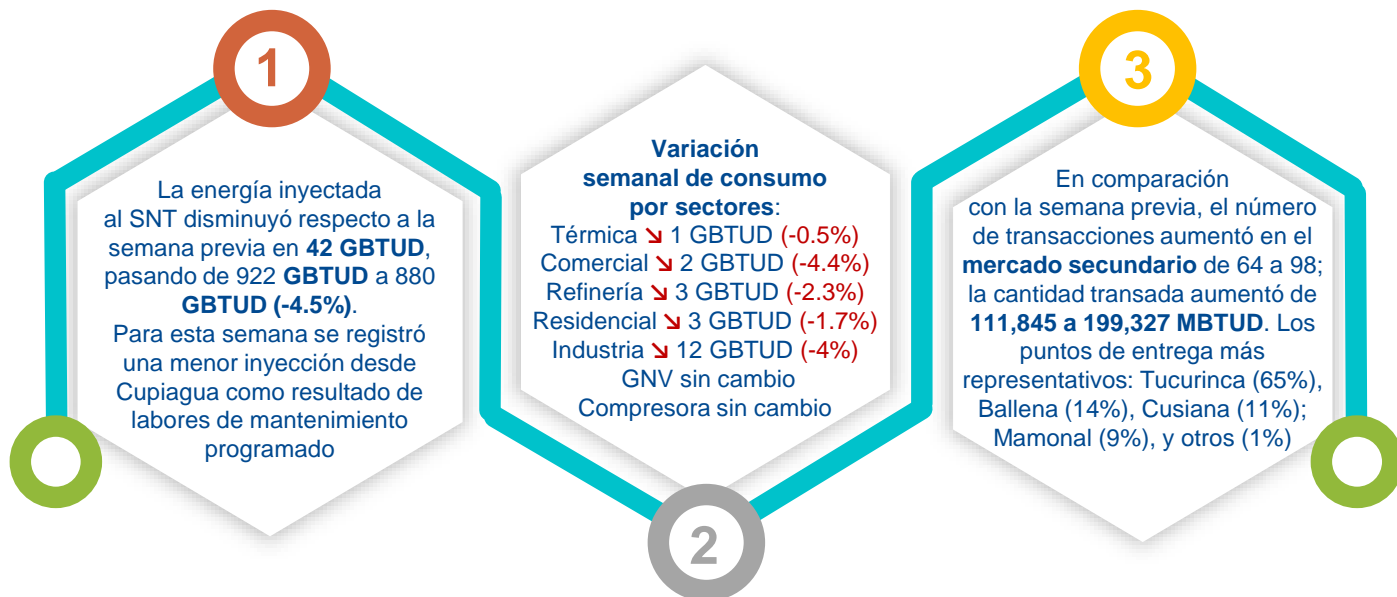 1
La energía inyectada
al SNT disminuyó respecto a la
semana previa en 42 GBTUD,
pasando de 922 GBTUD a 880
GBTUD (-4.5%).
Para esta semana se registró
una menor inyección desde
Cupiagua como resultado de
labores de mantenimiento
programado
Variación
semanal de consumo
por sectores:
Térmica ↘ 1 GBTUD (-0.5%)
Comercial ↘ 2 GBTUD (-4.4%)
Refinería ↘ 3 GBTUD (-2.3%)
Residencial ↘ 3 GBTUD (-1.7%)
Industria ↘ 12 GBTUD (-4%)
GNV sin cambio
Compresora sin cambio
2
3
En comparación
con la semana previa, el número
de transacciones aumentó en el
mercado secundario de 64 a 98;
la cantidad transada aumentó de
111,845 a 199,327 MBTUD. Los
puntos de entrega más
representativos: Tucurinca (65%),
Ballena (14%), Cusiana (11%);
Mamonal (9%), y otros (1%)